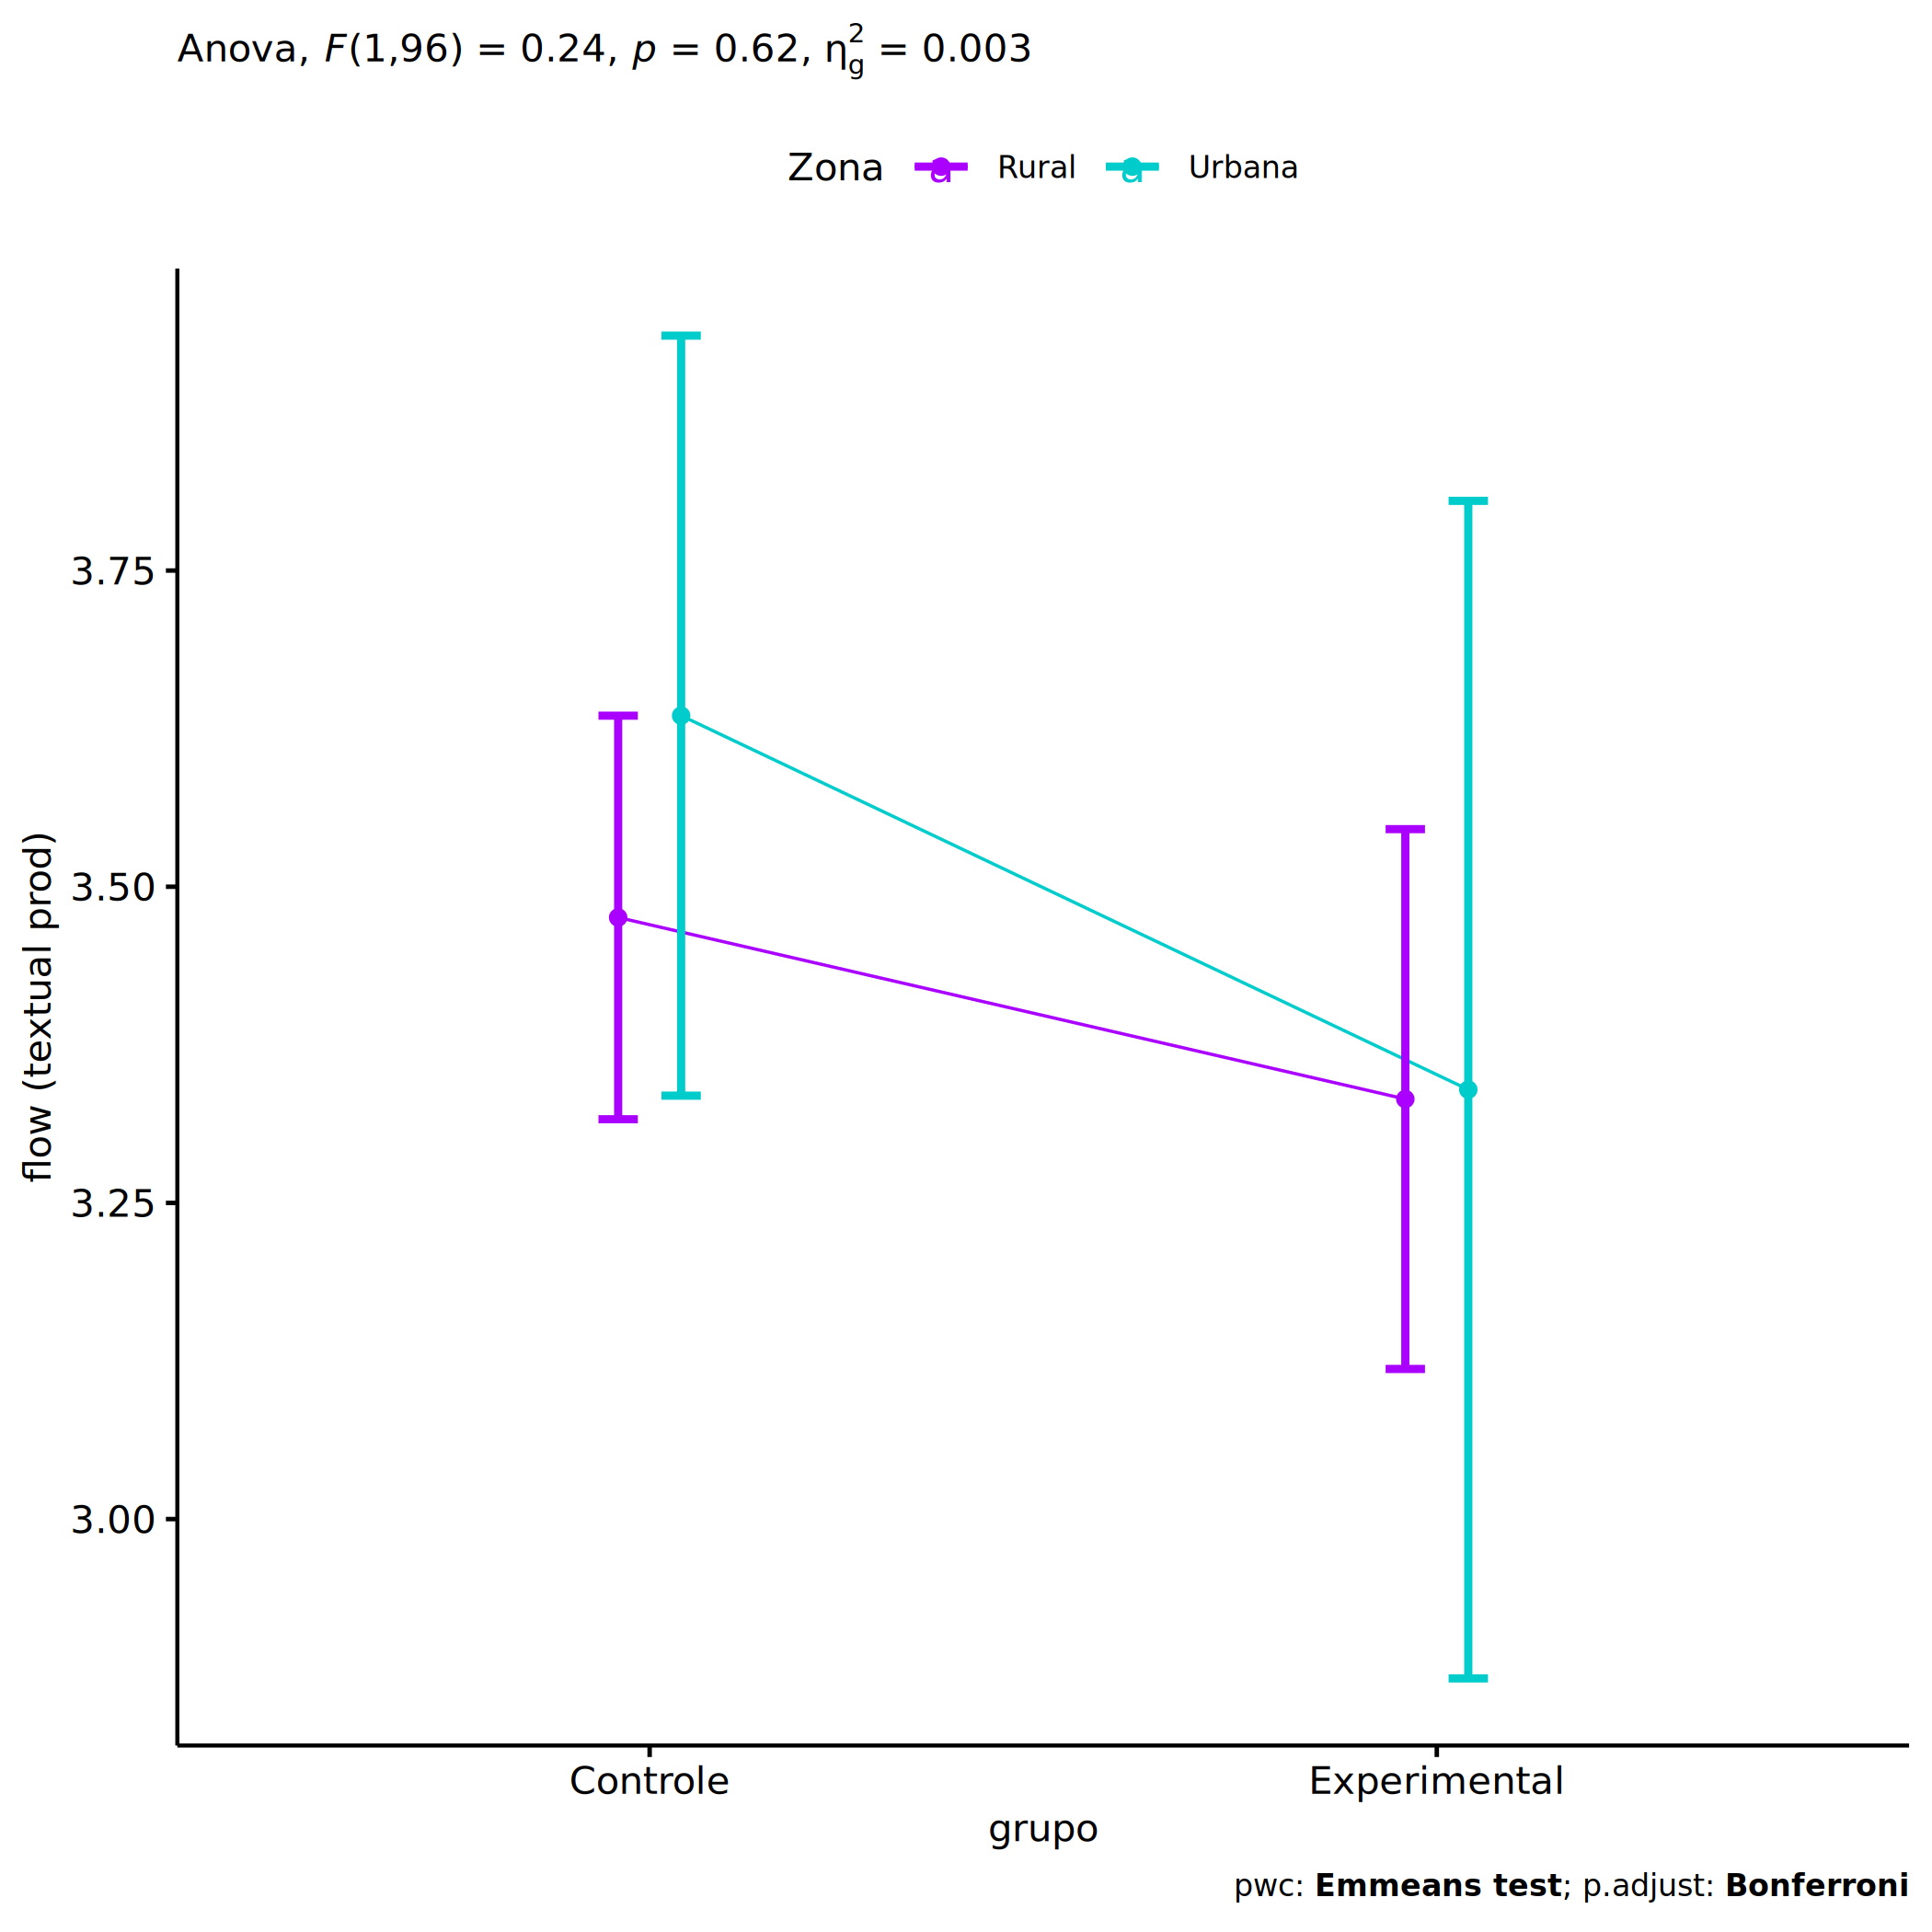 Anova, F(1,96) = 0.24, p = 0.62, η²g = 0.003
Zona a Rural a Urbana
3.75
3.50
3.25
3.00
flow (textual prod)
Controle Experimental
grupo
pwc: Emmeans test; p.adjust: Bonferroni